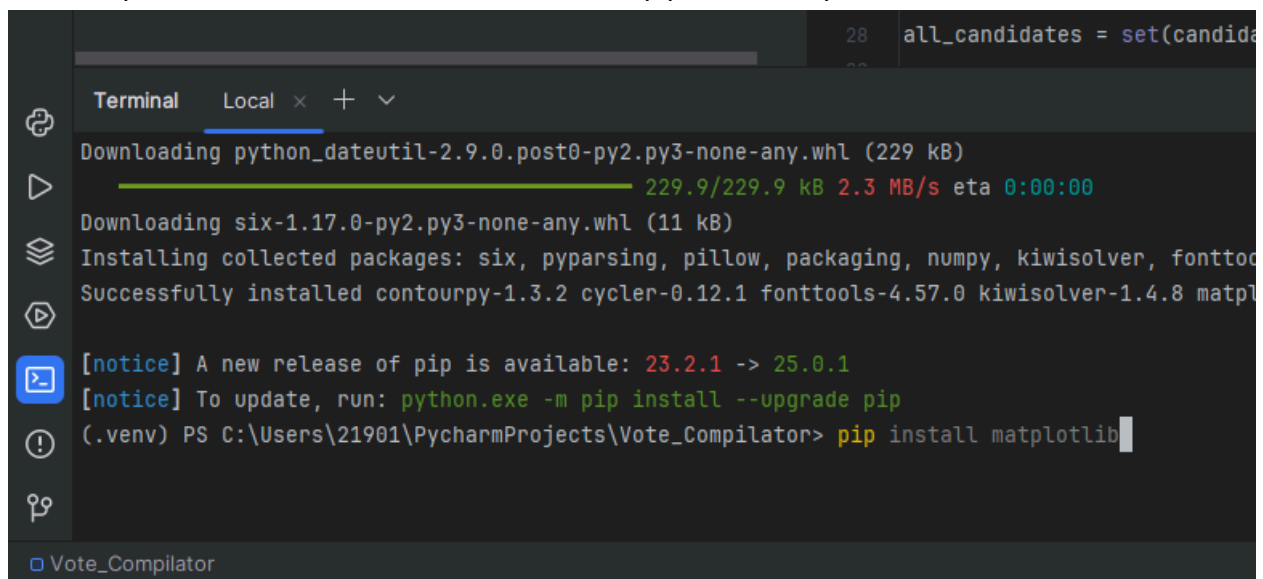 28 all_candidates = set(candida
Terminal Local × + ⌄
Downloading python_dateutil-2.9.0.post0-py2.py3-none-any.whl (229 kB)
229.9/229.9 kB 2.3 MB/s eta 0:00:00
Downloading six-1.17.0-py2.py3-none-any.whl (11 kB)
Installing collected packages: six, pyparsing, pillow, packaging, numpy, kiwisolver, fonttoo
Successfully installed contourpy-1.3.2 cycler-0.12.1 fonttools-4.57.0 kiwisolver-1.4.8 matpl
[notice] A new release of pip is available: 23.2.1 -> 25.0.1
[notice] To update, run: python.exe -m pip install --upgrade pip
(.venv) PS C:\Users\21901\PycharmProjects\Vote_Compilator> pip install matplotlib
Vote_Compilator